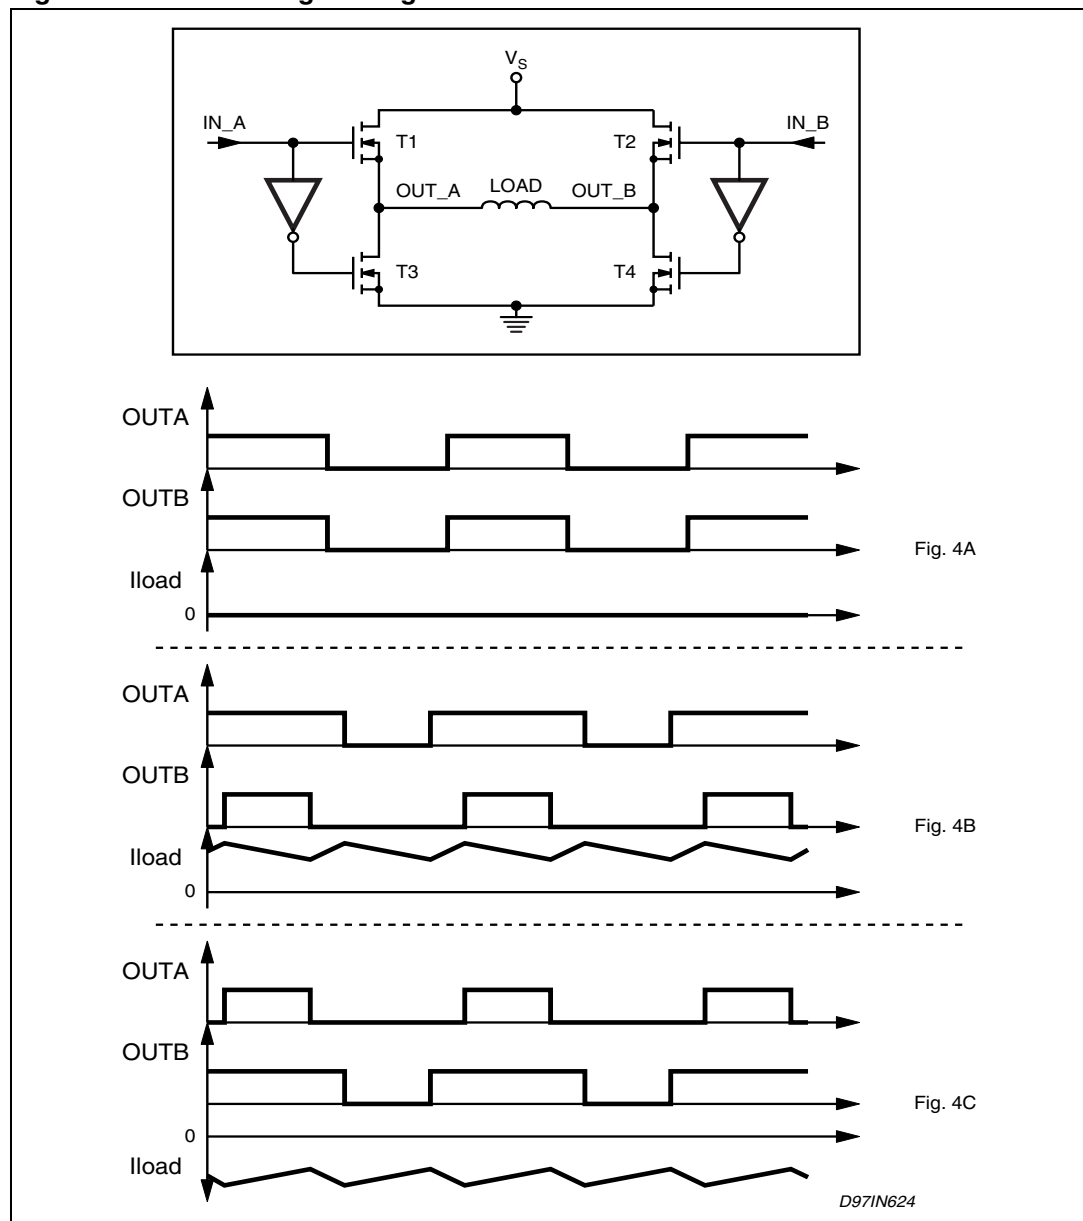 V_S
IN_A
IN_B
T1
T2
OUT_A
LOAD
OUT_B
T3
T4
OUTA
OUTB
Fig. 4A
Iload
0
OUTA
OUTB
Fig. 4B
Iload
0
OUTA
OUTB
Fig. 4C
0
Iload
D97IN624